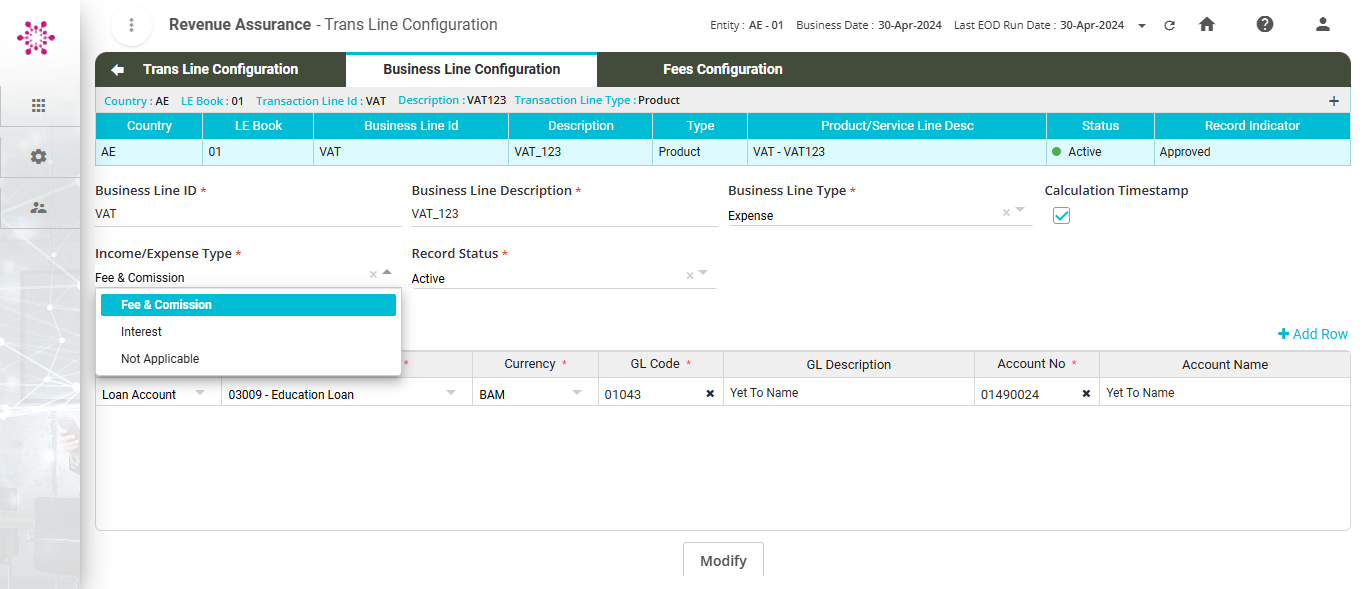 Revenue Assurance - Trans Line Configuration
Entity : AE - 01 Business Date : 30-Apr-2024 Last EOD Run Date : 30-Apr-2024
Trans Line Configuration Business Line Configuration Fees Configuration
Country : AE LE Book : 01 Transaction Line Id : VAT Description : VAT123 Transaction Line Type : Product
Country LE Book Business Line Id Description Type Product/Service Line Desc Status Record Indicator
AE 01 VAT VAT_123 Product VAT - VAT123 Active Approved
Business Line ID * Business Line Description * Business Line Type * Calculation Timestamp
VAT VAT_123 Expense
Income/Expense Type * Record Status *
Fee & Comission Active
Fee & Comission
Interest
Not Applicable
Add Row
* Currency * GL Code * GL Description Account No * Account Name
Loan Account 03009 - Education Loan BAM 01043 Yet To Name 01490024 Yet To Name
Modify